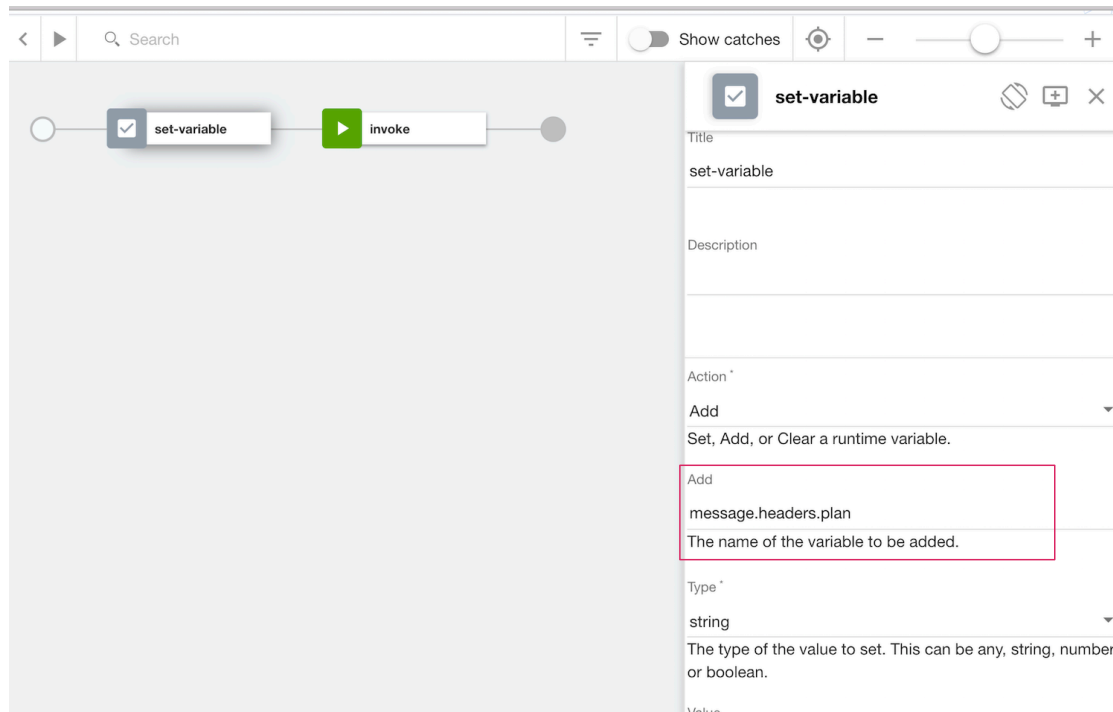 Search
Show catches
set-variable
invoke
set-variable
Title
set-variable
Description
Action *
Add
Set, Add, or Clear a runtime variable.
Add
message.headers.plan
The name of the variable to be added.
Type *
string
The type of the value to set. This can be any, string, number
or boolean.
Value